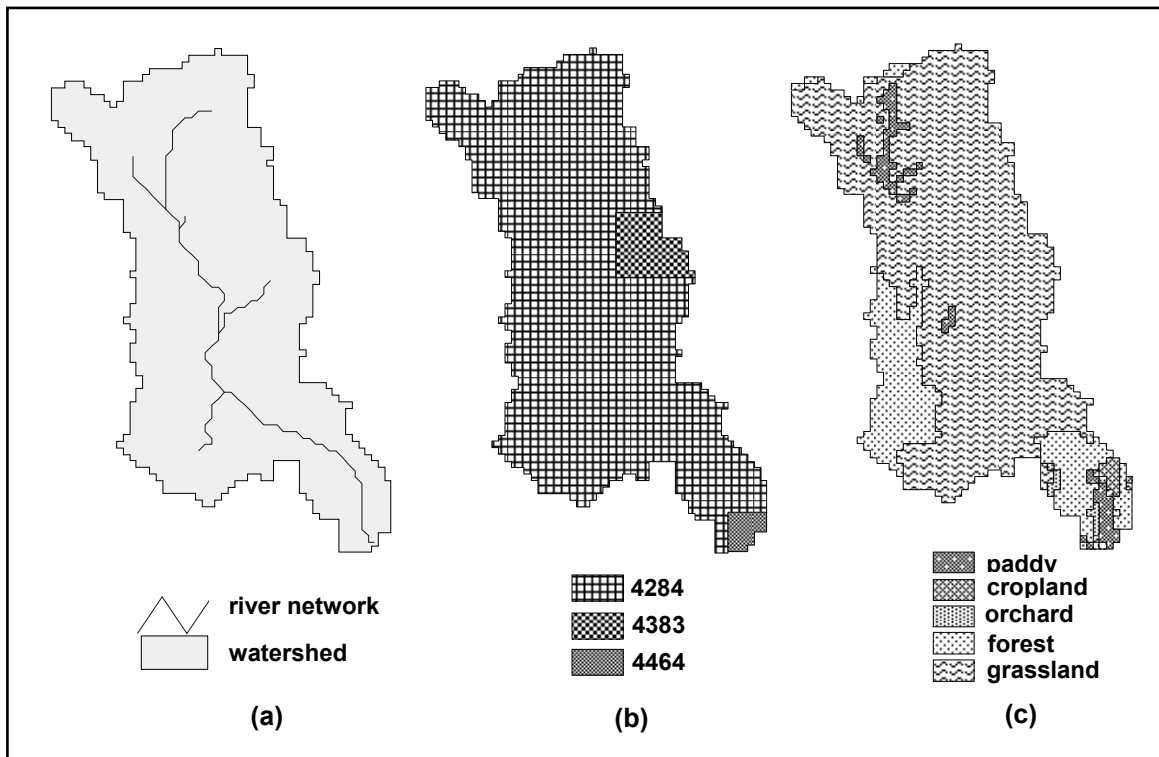 river network
watershed
(a)
4284
4383
4464
(b)
paddy
cropland
orchard
forest
grassland
(c)